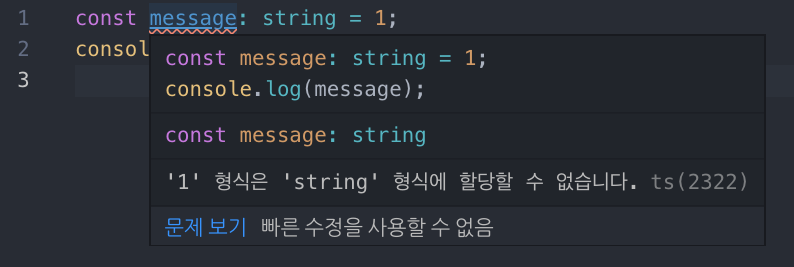 1 const message: string = 1;
2 consol
3
const message: string = 1;
console.log(message);
const message: string
'1' 형식은 'string' 형식에 할당할 수 없습니다. ts(2322)
문제 보기 빠른 수정을 사용할 수 없음